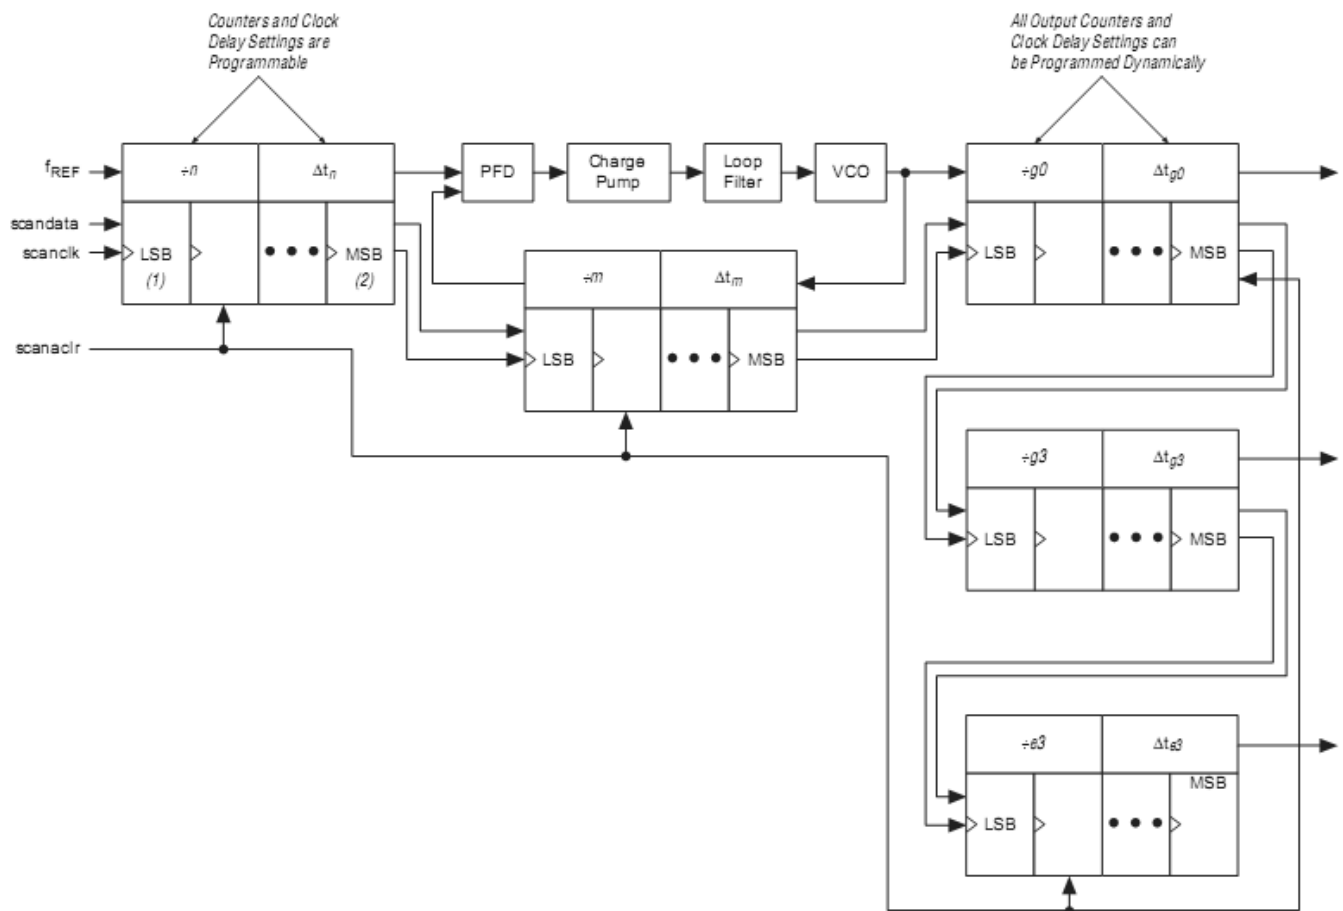 Counters and Clock
Delay Settings are
Programmable
All Output Counters and
Clock Delay Settings can
be Programmed Dynamically
fREF
÷n
Δtn
PFD
Charge
Pump
Loop
Filter
VCO
÷g0
Δtg0
scandata
scanclk
LSB
(1)
MSB
(2)
LSB
MSB
÷m
Δtm
scanaclr
LSB
MSB
÷g3
Δtg3
LSB
MSB
÷e3
Δte3
MSB
LSB